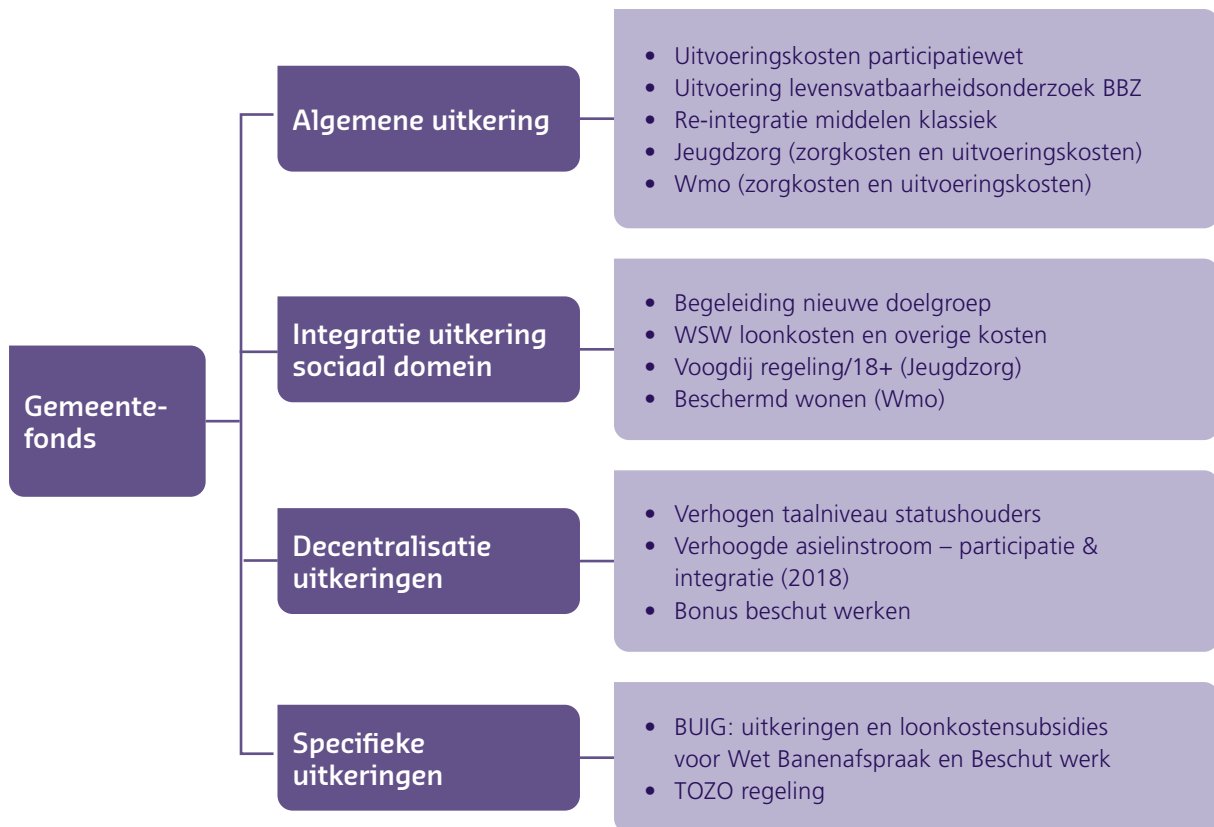 Gemeente-
fonds
Algemene uitkering
• Uitvoeringskosten participatiewet
• Uitvoering levensvatbaarheidsonderzoek BBZ
• Re-integratie middelen klassiek
• Jeugdzorg (zorgkosten en uitvoeringskosten)
• Wmo (zorgkosten en uitvoeringskosten)
Integratie uitkering
sociaal domein
• Begeleiding nieuwe doelgroep
• WSW loonkosten en overige kosten
• Voogdij regeling/18+ (Jeugdzorg)
• Beschermd wonen (Wmo)
Decentralisatie
uitkeringen
• Verhogen taalniveau statushouders
• Verhoogde asielinstroom – participatie &
integratie (2018)
• Bonus beschut werken
Specifieke
uitkeringen
• BUIG: uitkeringen en loonkostensubsidies
voor Wet Banenafspraak en Beschut werk
• TOZO regeling